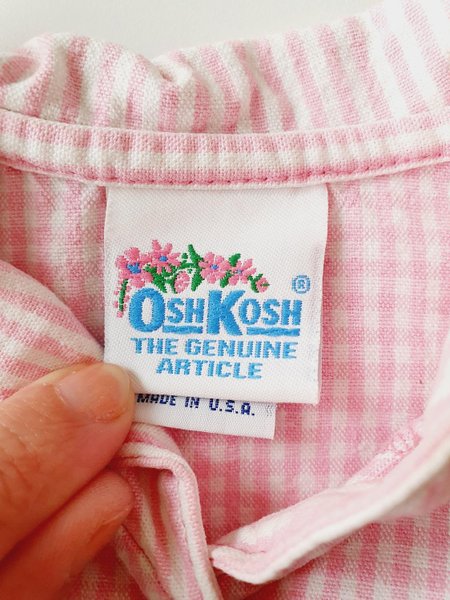 OSHKOSH ®
THE GENUINE
ARTICLE
MADE IN U.S.A.